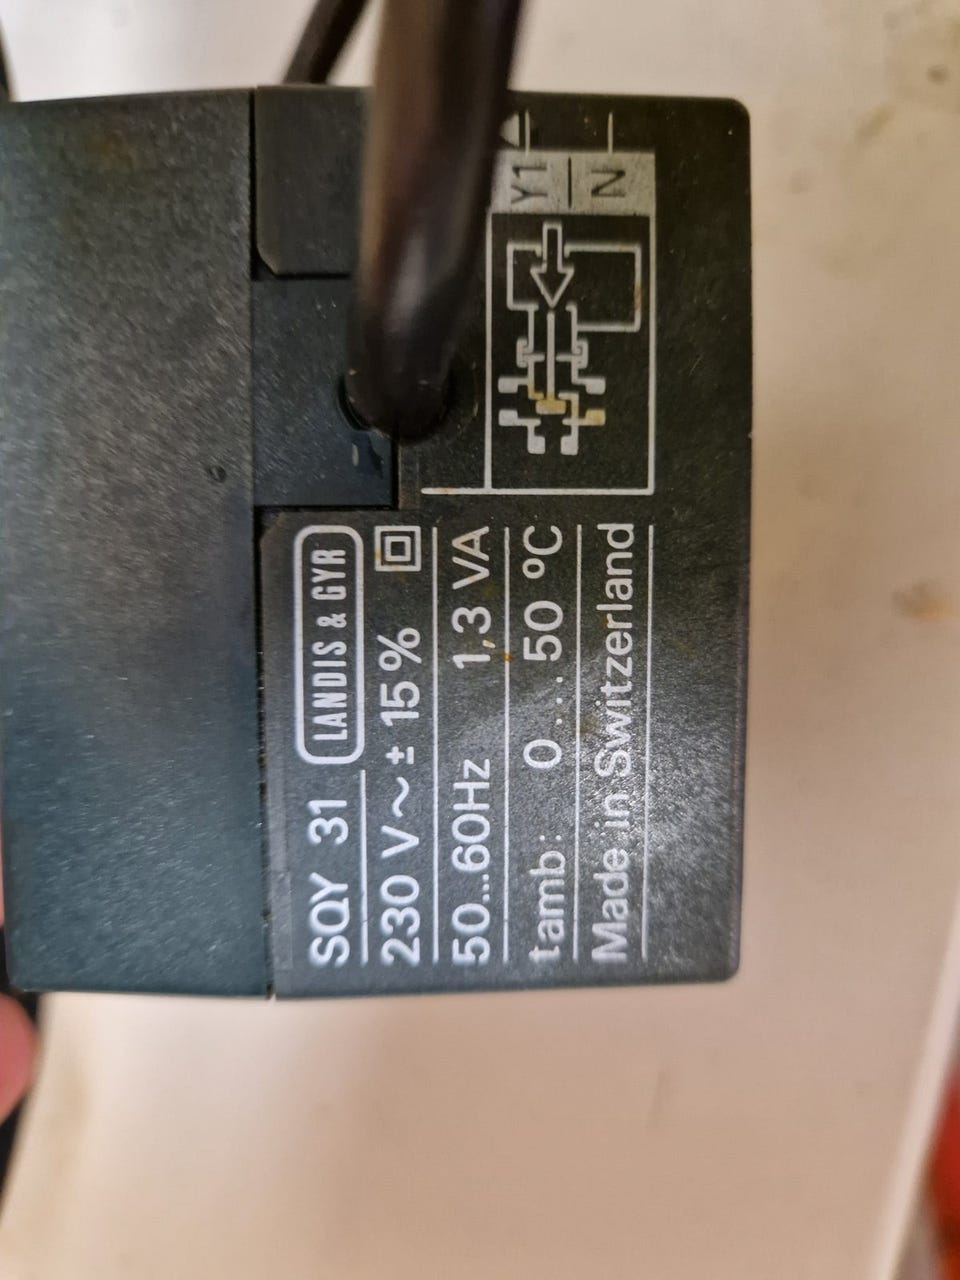 Y1 N
SQY 31 LANDIS & GYR
230 V ~ ± 15 %
50...60Hz 1,3 VA
tamb: 0 .... 50 °C
Made in Switzerland